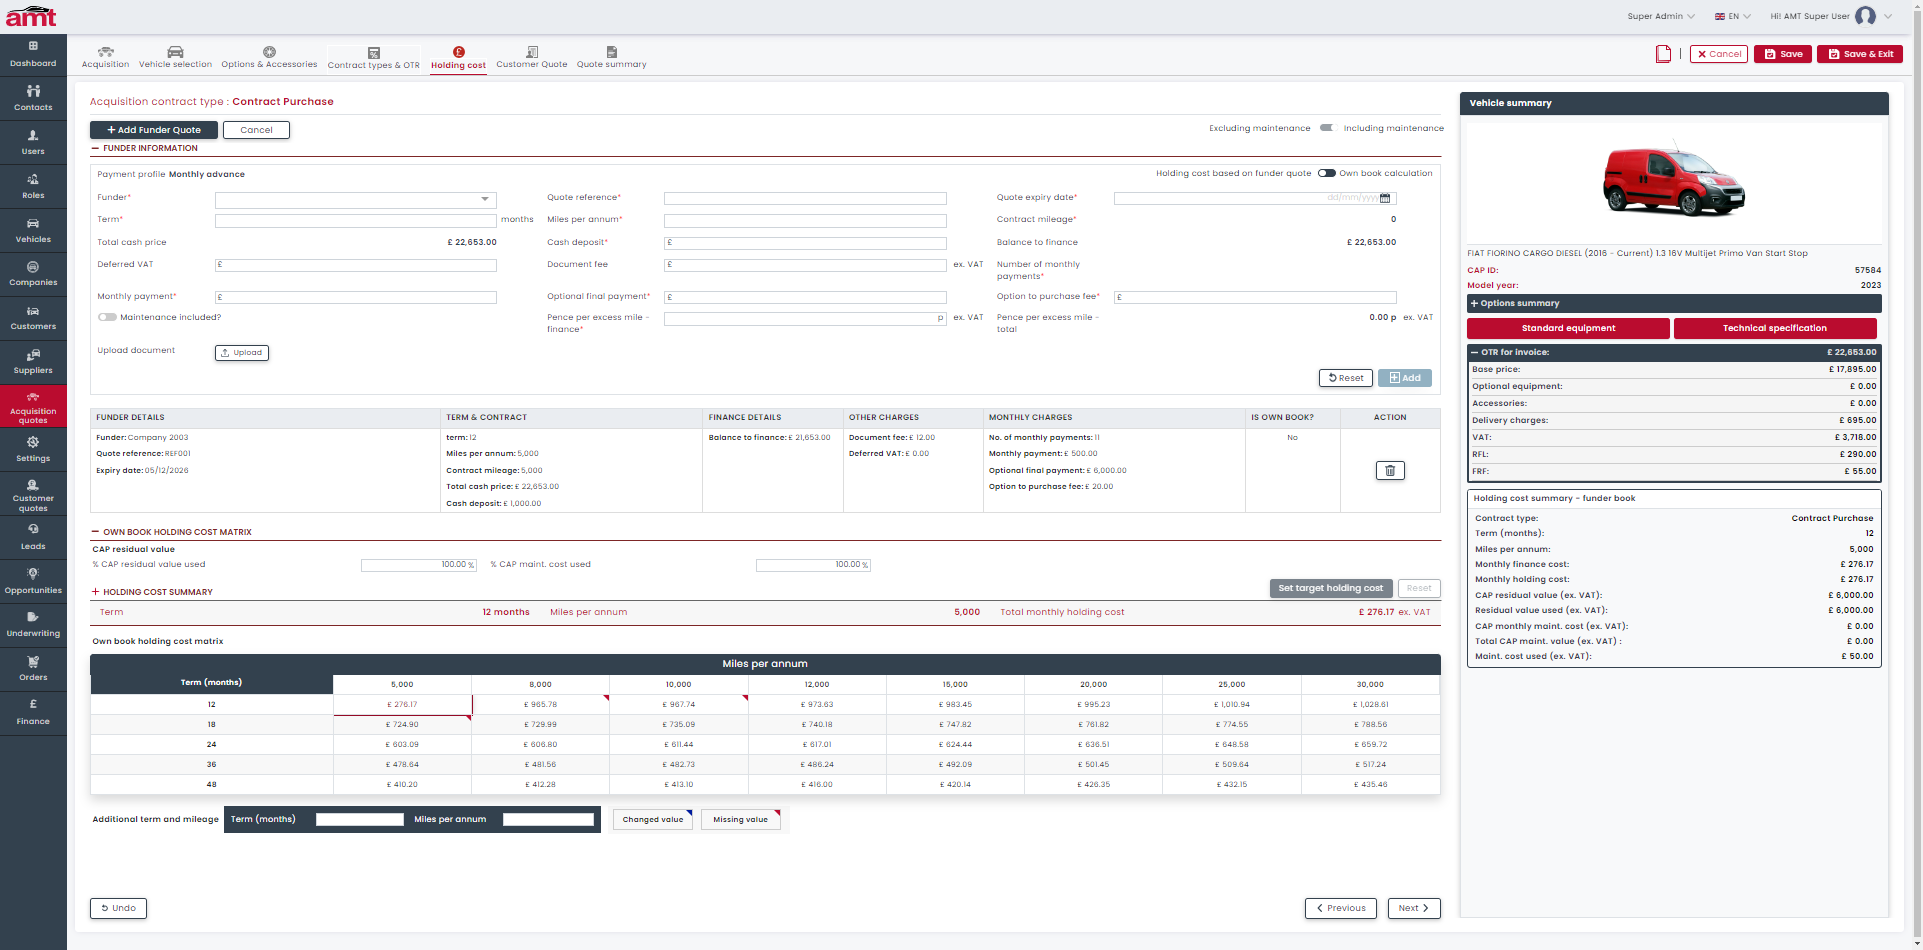 amt
Super Admin
EN
Hi! AMT Super User
Dashboard
Contacts
Users
Roles
Vehicles
Companies
Customers
Suppliers
Acquisition quotes
Settings
Customer quotes
Leads
Opportunities
Underwriting
Orders
Finance
Acquisition
Vehicle selection
Options & Accessories
Contract types & OTR
Holding cost
Customer Quote
Quote summary
Cancel
Save
Save & Exit
Acquisition contract type : Contract Purchase
+ Add Funder Quote
Cancel
Excluding maintenance
Including maintenance
FUNDER INFORMATION
Payment profile Monthly advance
Holding cost based on funder quote
Own book calculation
Funder*
Quote reference*
Quote expiry date* dd/mm/yyyy
Term* months
Miles per annum*
Contract mileage* 0
Total cash price £ 22,653.00
Cash deposit* £
Balance to finance £ 22,653.00
Deferred VAT £
Document fee £ ex. VAT
Number of monthly payments*
Monthly payment* £
Optional final payment* £
Option to purchase fee* £
Maintenance included?
Pence per excess mile - finance* p ex. VAT
Pence per excess mile - total 0.00 p ex. VAT
Upload document Upload
Reset
Add
FUNDER DETAILS TERM & CONTRACT FINANCE DETAILS OTHER CHARGES MONTHLY CHARGES IS OWN BOOK? ACTION
Funder: Company 2003 term: 12 Balance to finance: £ 21,653.00 Document fee: £ 12.00 No. of monthly payments: 11 No
Quote reference: REF001 Miles per annum: 5,000 Deferred VAT: £ 0.00 Monthly payment: £ 500.00
Expiry date: 05/12/2026 Contract mileage: 5,000 Optional final payment: £ 6,000.00
Total cash price: £ 22,653.00 Option to purchase fee: £ 20.00
Cash deposit: £ 1,000.00
OWN BOOK HOLDING COST MATRIX
CAP residual value
% CAP residual value used 100.00 % % CAP maint. cost used 100.00 %
+ HOLDING COST SUMMARY
Set target holding cost
Reset
Term 12 months Miles per annum 5,000 Total monthly holding cost £ 276.17 ex. VAT
Own book holding cost matrix
Miles per annum
Term (months) 5,000 8,000 10,000 12,000 15,000 20,000 25,000 30,000
12 £ 276.17 £ 965.78 £ 967.74 £ 973.63 £ 983.45 £ 995.23 £ 1,010.94 £ 1,028.61
18 £ 724.90 £ 729.99 £ 735.09 £ 740.18 £ 747.82 £ 761.82 £ 774.55 £ 788.56
24 £ 603.09 £ 606.80 £ 611.44 £ 617.01 £ 624.44 £ 636.51 £ 648.58 £ 659.72
36 £ 478.64 £ 481.56 £ 482.73 £ 486.24 £ 492.09 £ 501.45 £ 509.64 £ 517.24
48 £ 410.20 £ 412.28 £ 413.10 £ 416.00 £ 420.14 £ 426.35 £ 432.15 £ 435.46
Additional term and mileage Term (months) Miles per annum Changed value Missing value
Undo
Previous
Next
Vehicle summary
FIAT FIORINO CARGO DIESEL (2016 - Current) 1.3 16V Multijet Primo Van Start Stop
CAP ID: 57584
Model year: 2023
+ Options summary
Standard equipment
Technical specification
OTR for invoice: £ 22,653.00
Base price: £ 17,895.00
Optional equipment: £ 0.00
Accessories: £ 0.00
Delivery charges: £ 695.00
VAT: £ 3,718.00
RFL: £ 290.00
FRF: £ 55.00
Holding cost summary - funder book
Contract type: Contract Purchase
Term (months): 12
Miles per annum: 5,000
Monthly finance cost: £ 276.17
Monthly holding cost: £ 276.17
CAP residual value (ex. VAT): £ 6,000.00
Residual value used (ex. VAT): £ 6,000.00
CAP monthly maint. cost (ex. VAT): £ 0.00
Total CAP maint. value (ex. VAT) : £ 0.00
Maint. cost used (ex. VAT): £ 50.00